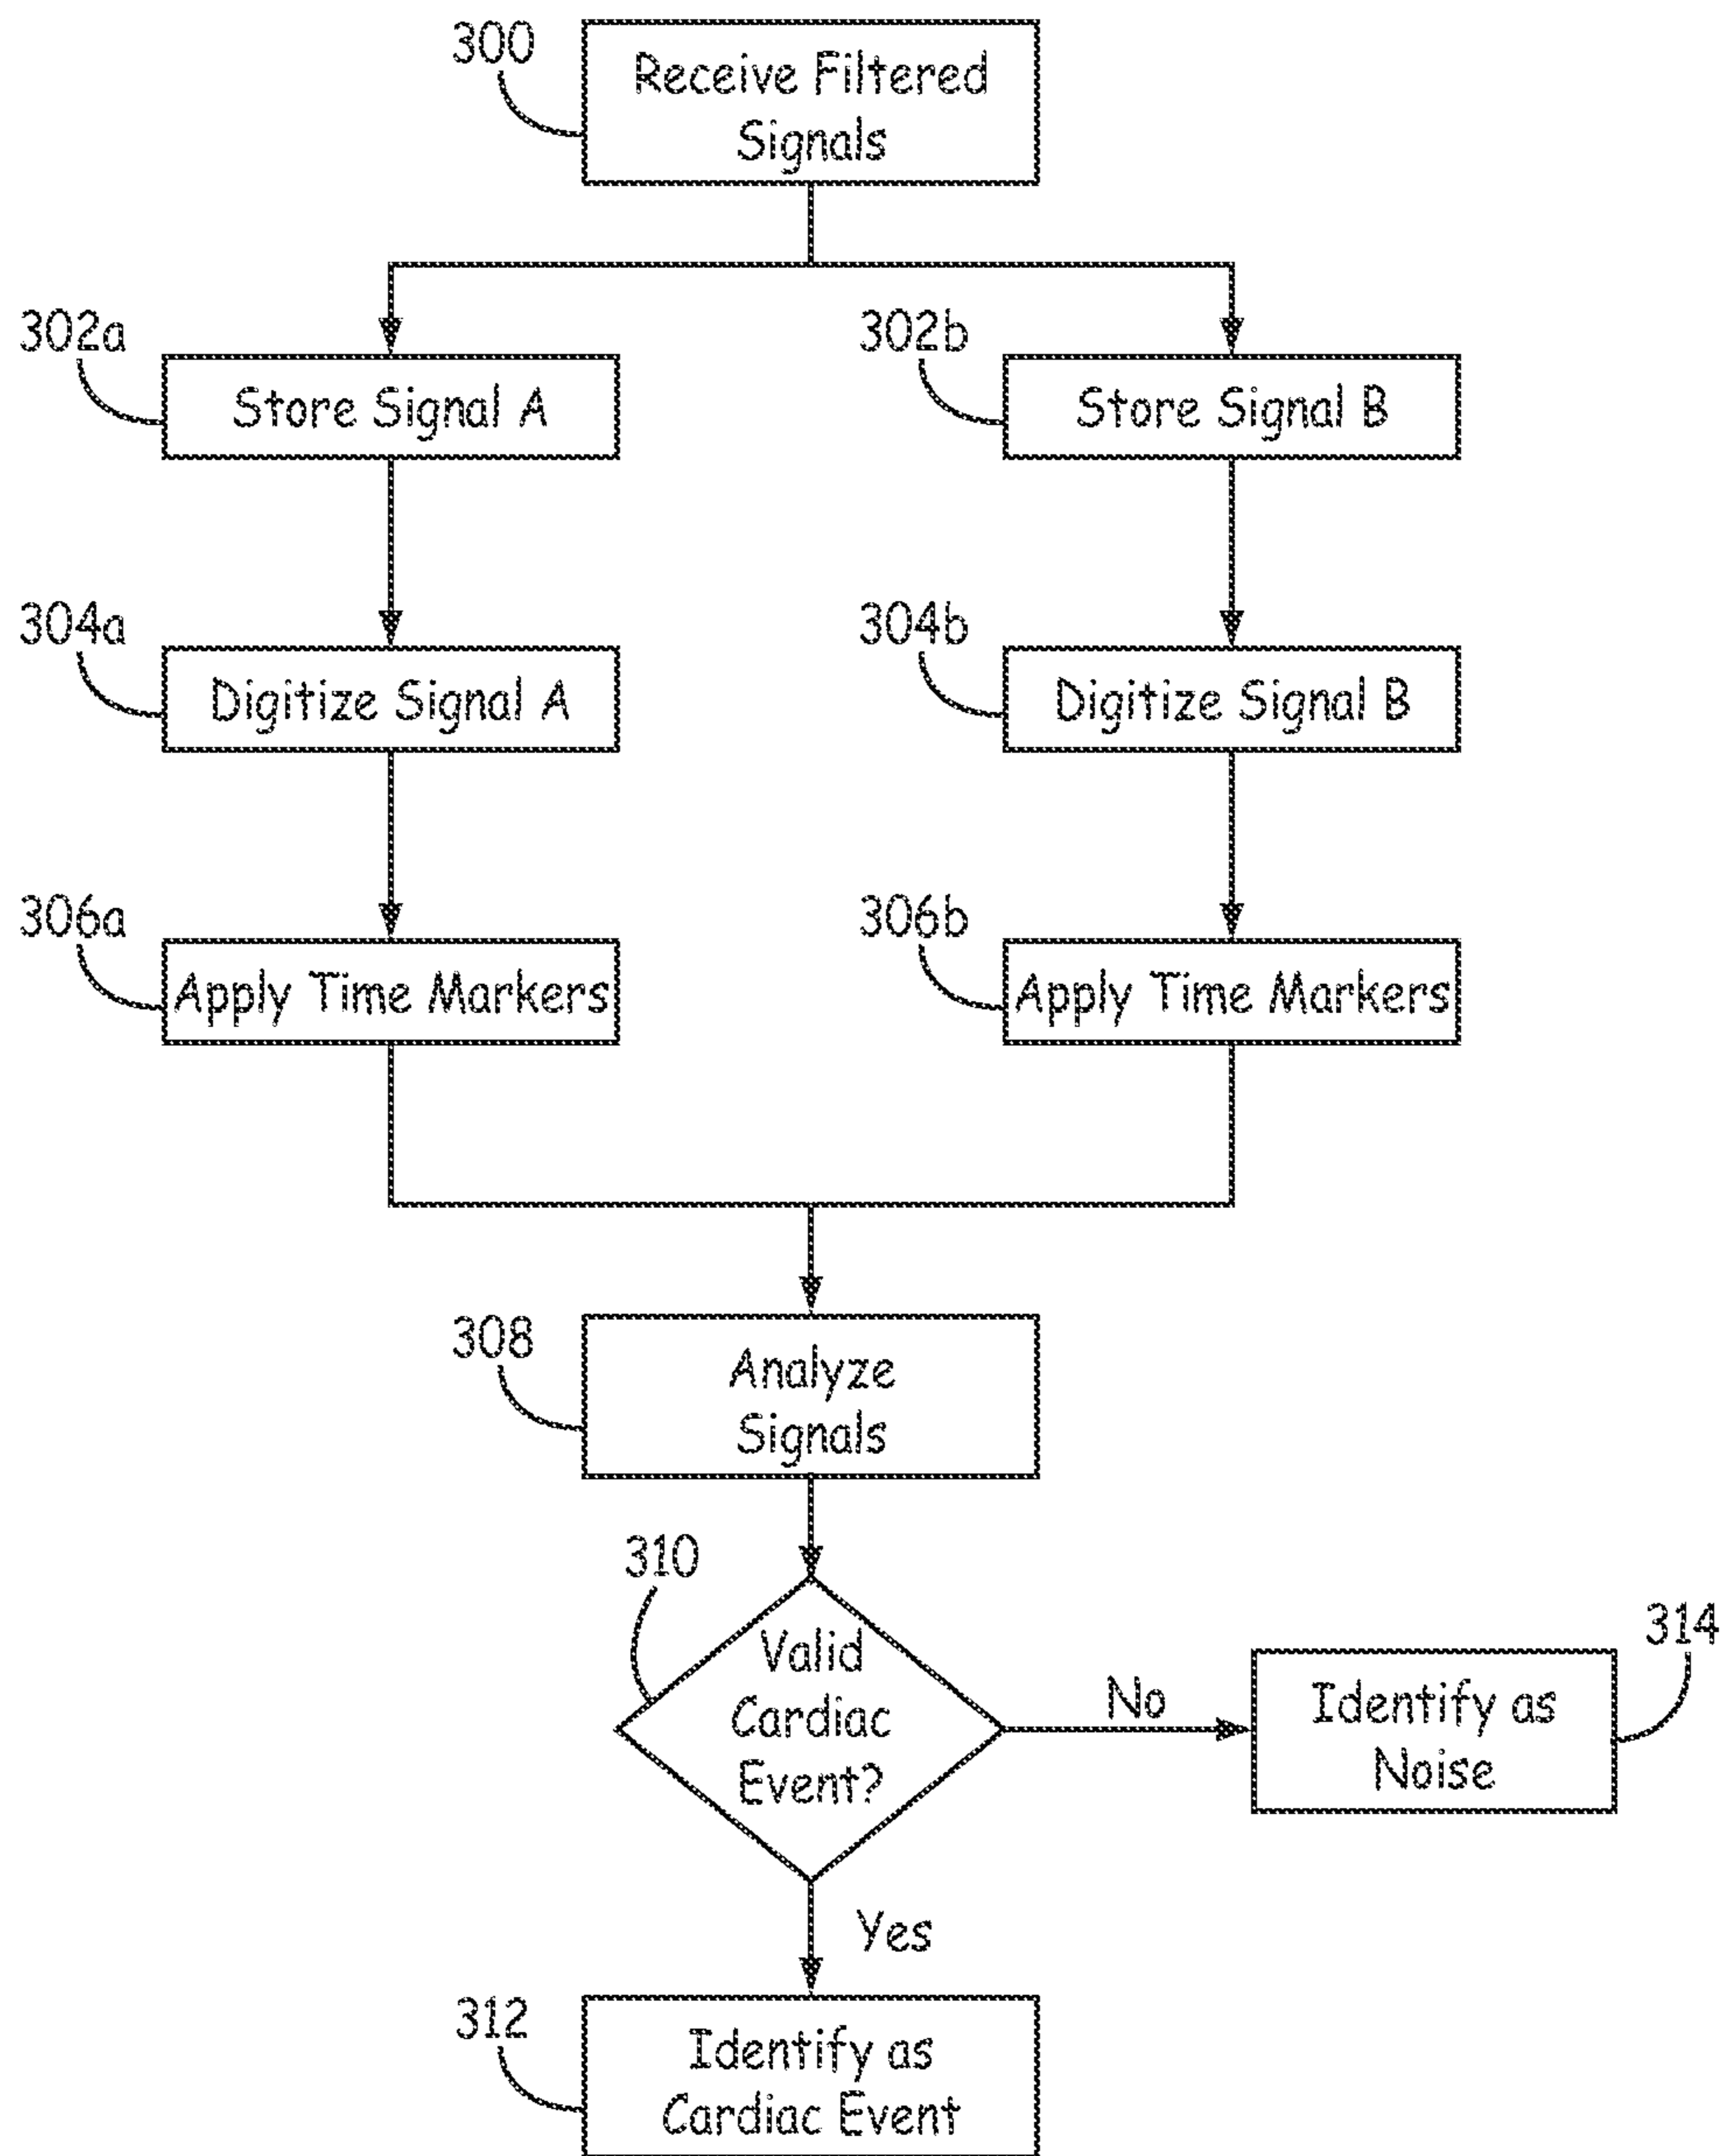 300
Receive Filtered
Signals
302a
Store Signal A
302b
Store Signal B
304a
Digitize Signal A
304b
Digitize Signal B
306a
Apply Time Markers
306b
Apply Time Markers
308
Analyze
Signals
310
Valid
Cardiac
Event?
No
314
Identify as
Noise
Yes
312
Identify as
Cardiac Event